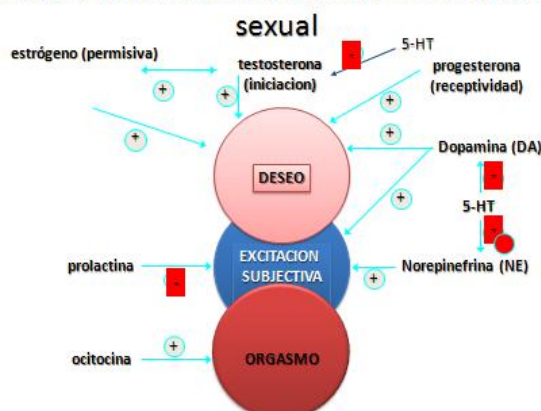 sexual
estrógeno (permisiva)
testosterona
(iniciacion)
5-HT
progesterona
(receptividad)
+
+
+
+
+
DESEO
Dopamina (DA)
+
5-HT
EXCITACION
SUBJECTIVA
prolactina
Norepinefrina (NE)
+
+
ocitocina
ORGASMO